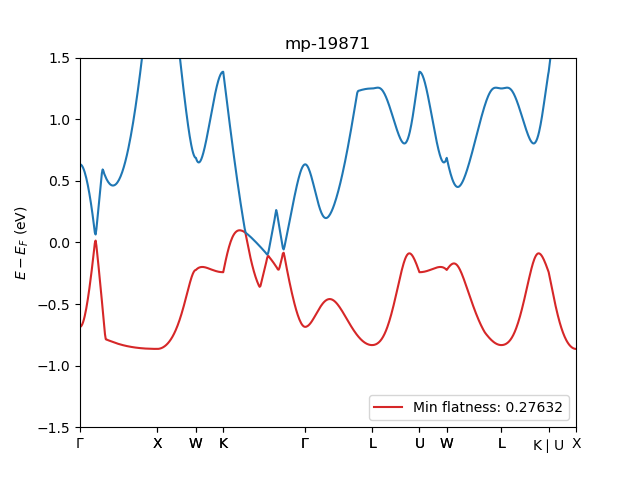 mp-19871
E − E_F (eV)
1.5
1.0
0.5
0.0
−0.5
−1.0
−1.5
Γ X W K Γ L U W L K | U X
Min flatness: 0.27632